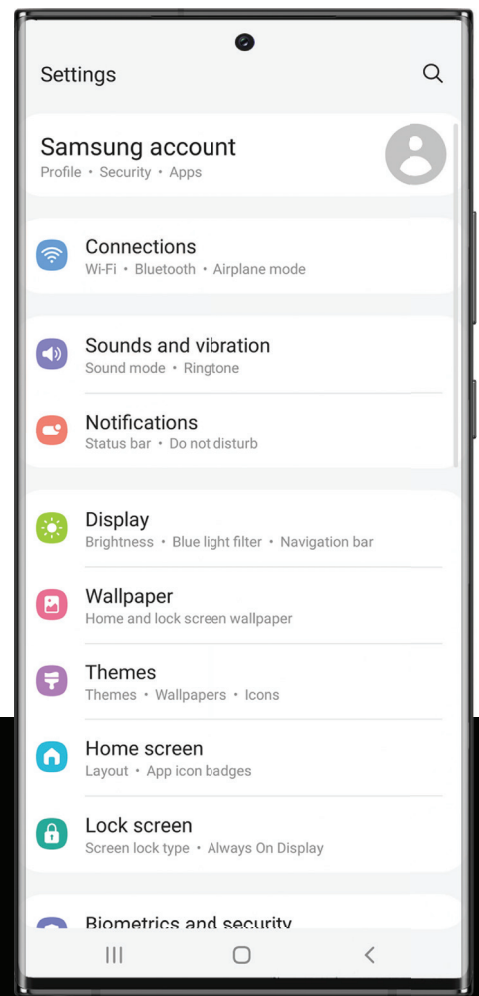 Settings
Samsung account
Profile • Security • Apps
Connections
Wi-Fi • Bluetooth • Airplane mode
Sounds and vibration
Sound mode • Ringtone
Notifications
Status bar • Do not disturb
Display
Brightness • Blue light filter • Navigation bar
Wallpaper
Home and lock screen wallpaper
Themes
Themes • Wallpapers • Icons
Home screen
Layout • App icon badges
Lock screen
Screen lock type • Always On Display
Biometrics and security